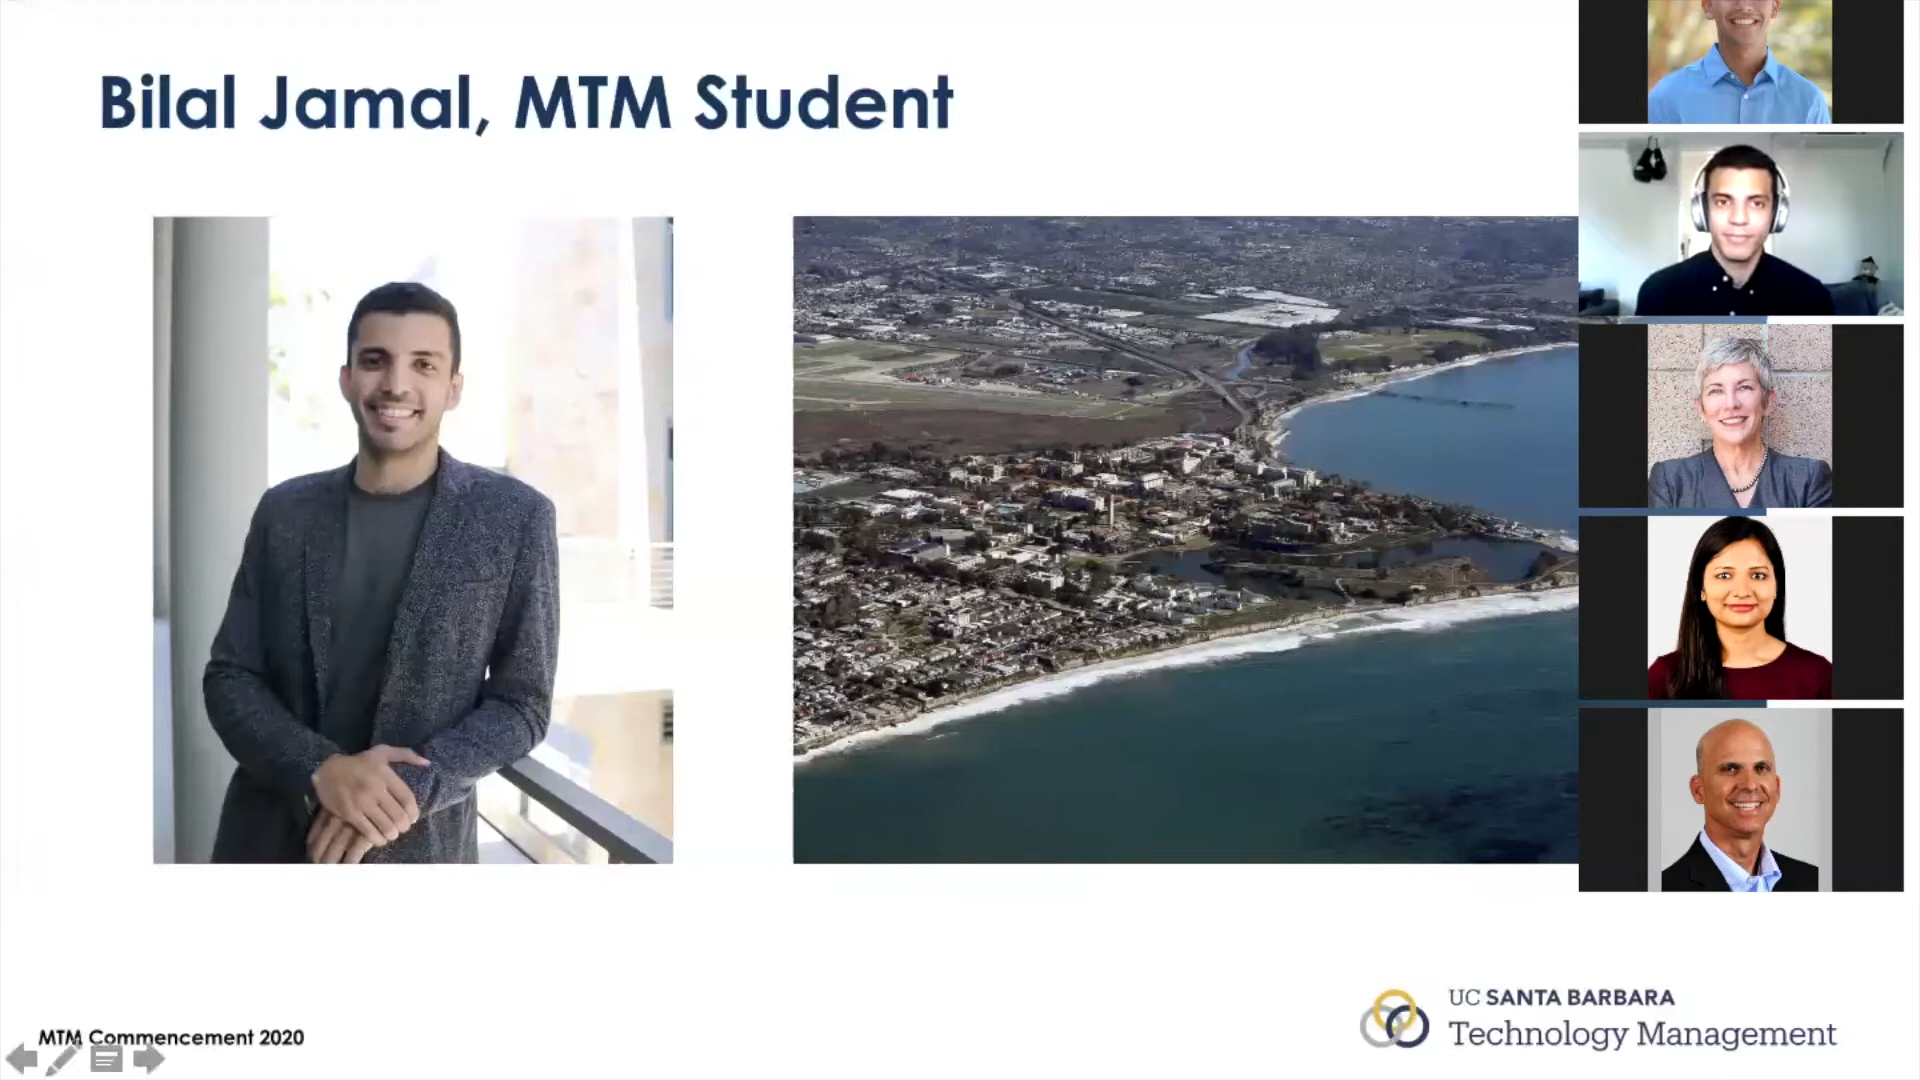 Bilal Jamal, MTM Student
MTM Commencement 2020
UC SANTA BARBARA
Technology Management